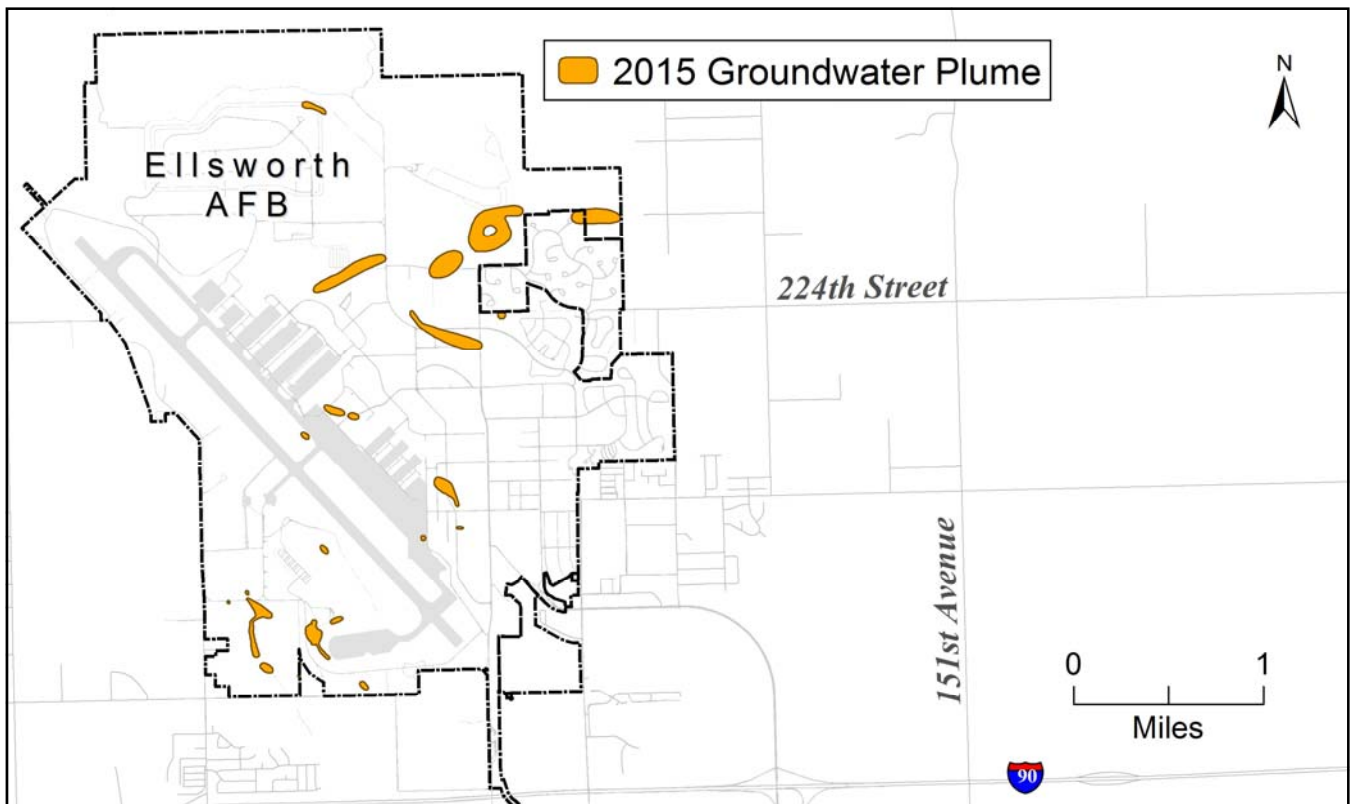 2015 Groundwater Plume
N
Ellsworth
AFB
224th Street
151st Avenue
0 1
Miles
90